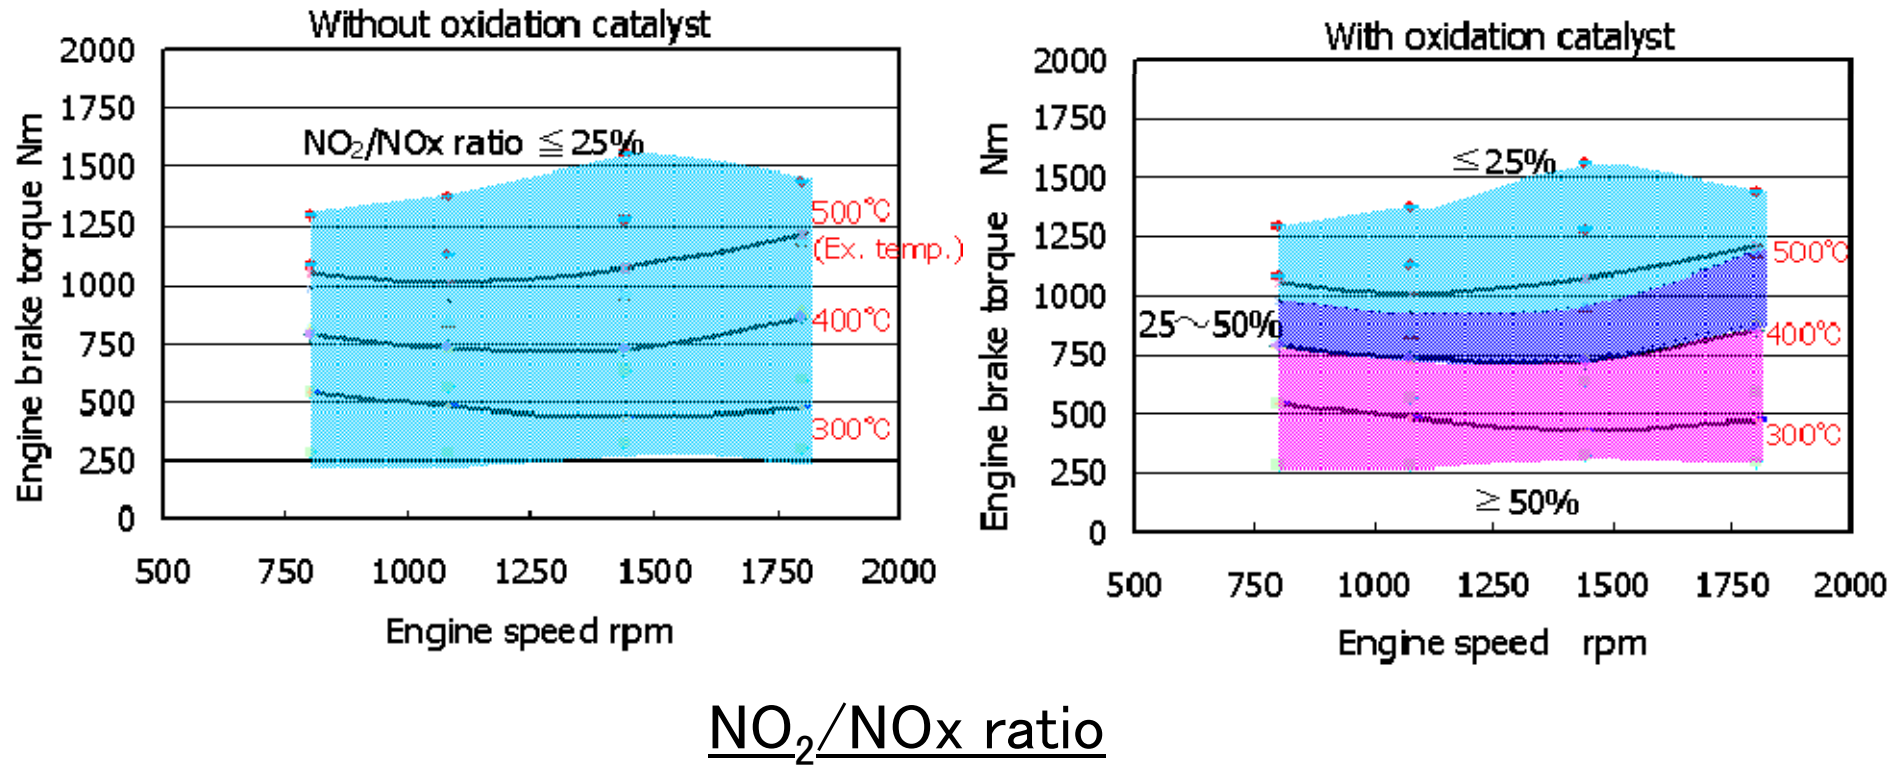 Without oxidation catalyst
2000
1750
1500
1250
1000
750
500
250
0
Engine brake torque Nm
NO₂/NOx ratio ≦ 25%
500℃
(Ex. temp.)
400℃
300℃
500 750 1000 1250 1500 1750 2000
Engine speed rpm
With oxidation catalyst
2000
1750
1500
1250
1000
750
500
250
0
Engine brake torque Nm
≦ 25%
25～50%
≥ 50%
500℃
400℃
300℃
500 750 1000 1250 1500 1750 2000
Engine speed rpm
NO₂/NOx ratio